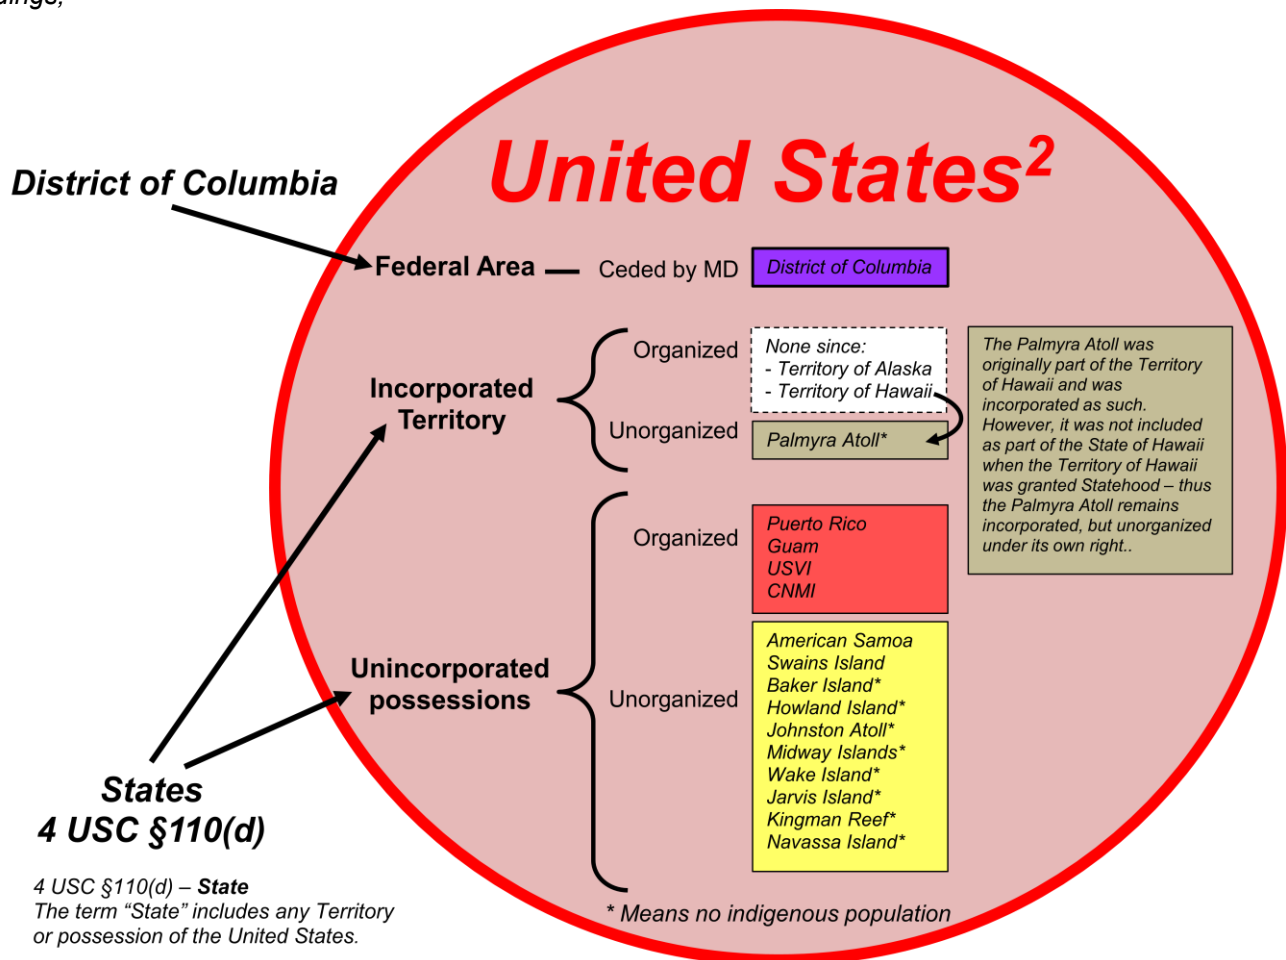 dings,
United States²
District of Columbia
Federal Area
Ceded by MD
District of Columbia
Organized
None since:
- Territory of Alaska
- Territory of Hawaii
Incorporated
Territory
Unorganized
Palmyra Atoll*
The Palmyra Atoll was
originally part of the Territory
of Hawaii and was
incorporated as such.
However, it was not included
as part of the State of Hawaii
when the Territory of Hawaii
was granted Statehood – thus
the Palmyra Atoll remains
incorporated, but unorganized
under its own right..
Organized
Puerto Rico
Guam
USVI
CNMI
Unincorporated
possessions
Unorganized
American Samoa
Swains Island
Baker Island*
Howland Island*
Johnston Atoll*
Midway Islands*
Wake Island*
Jarvis Island*
Kingman Reef*
Navassa Island*
States
4 USC §110(d)
4 USC §110(d) – State
The term “State” includes any Territory
or possession of the United States.
* Means no indigenous population